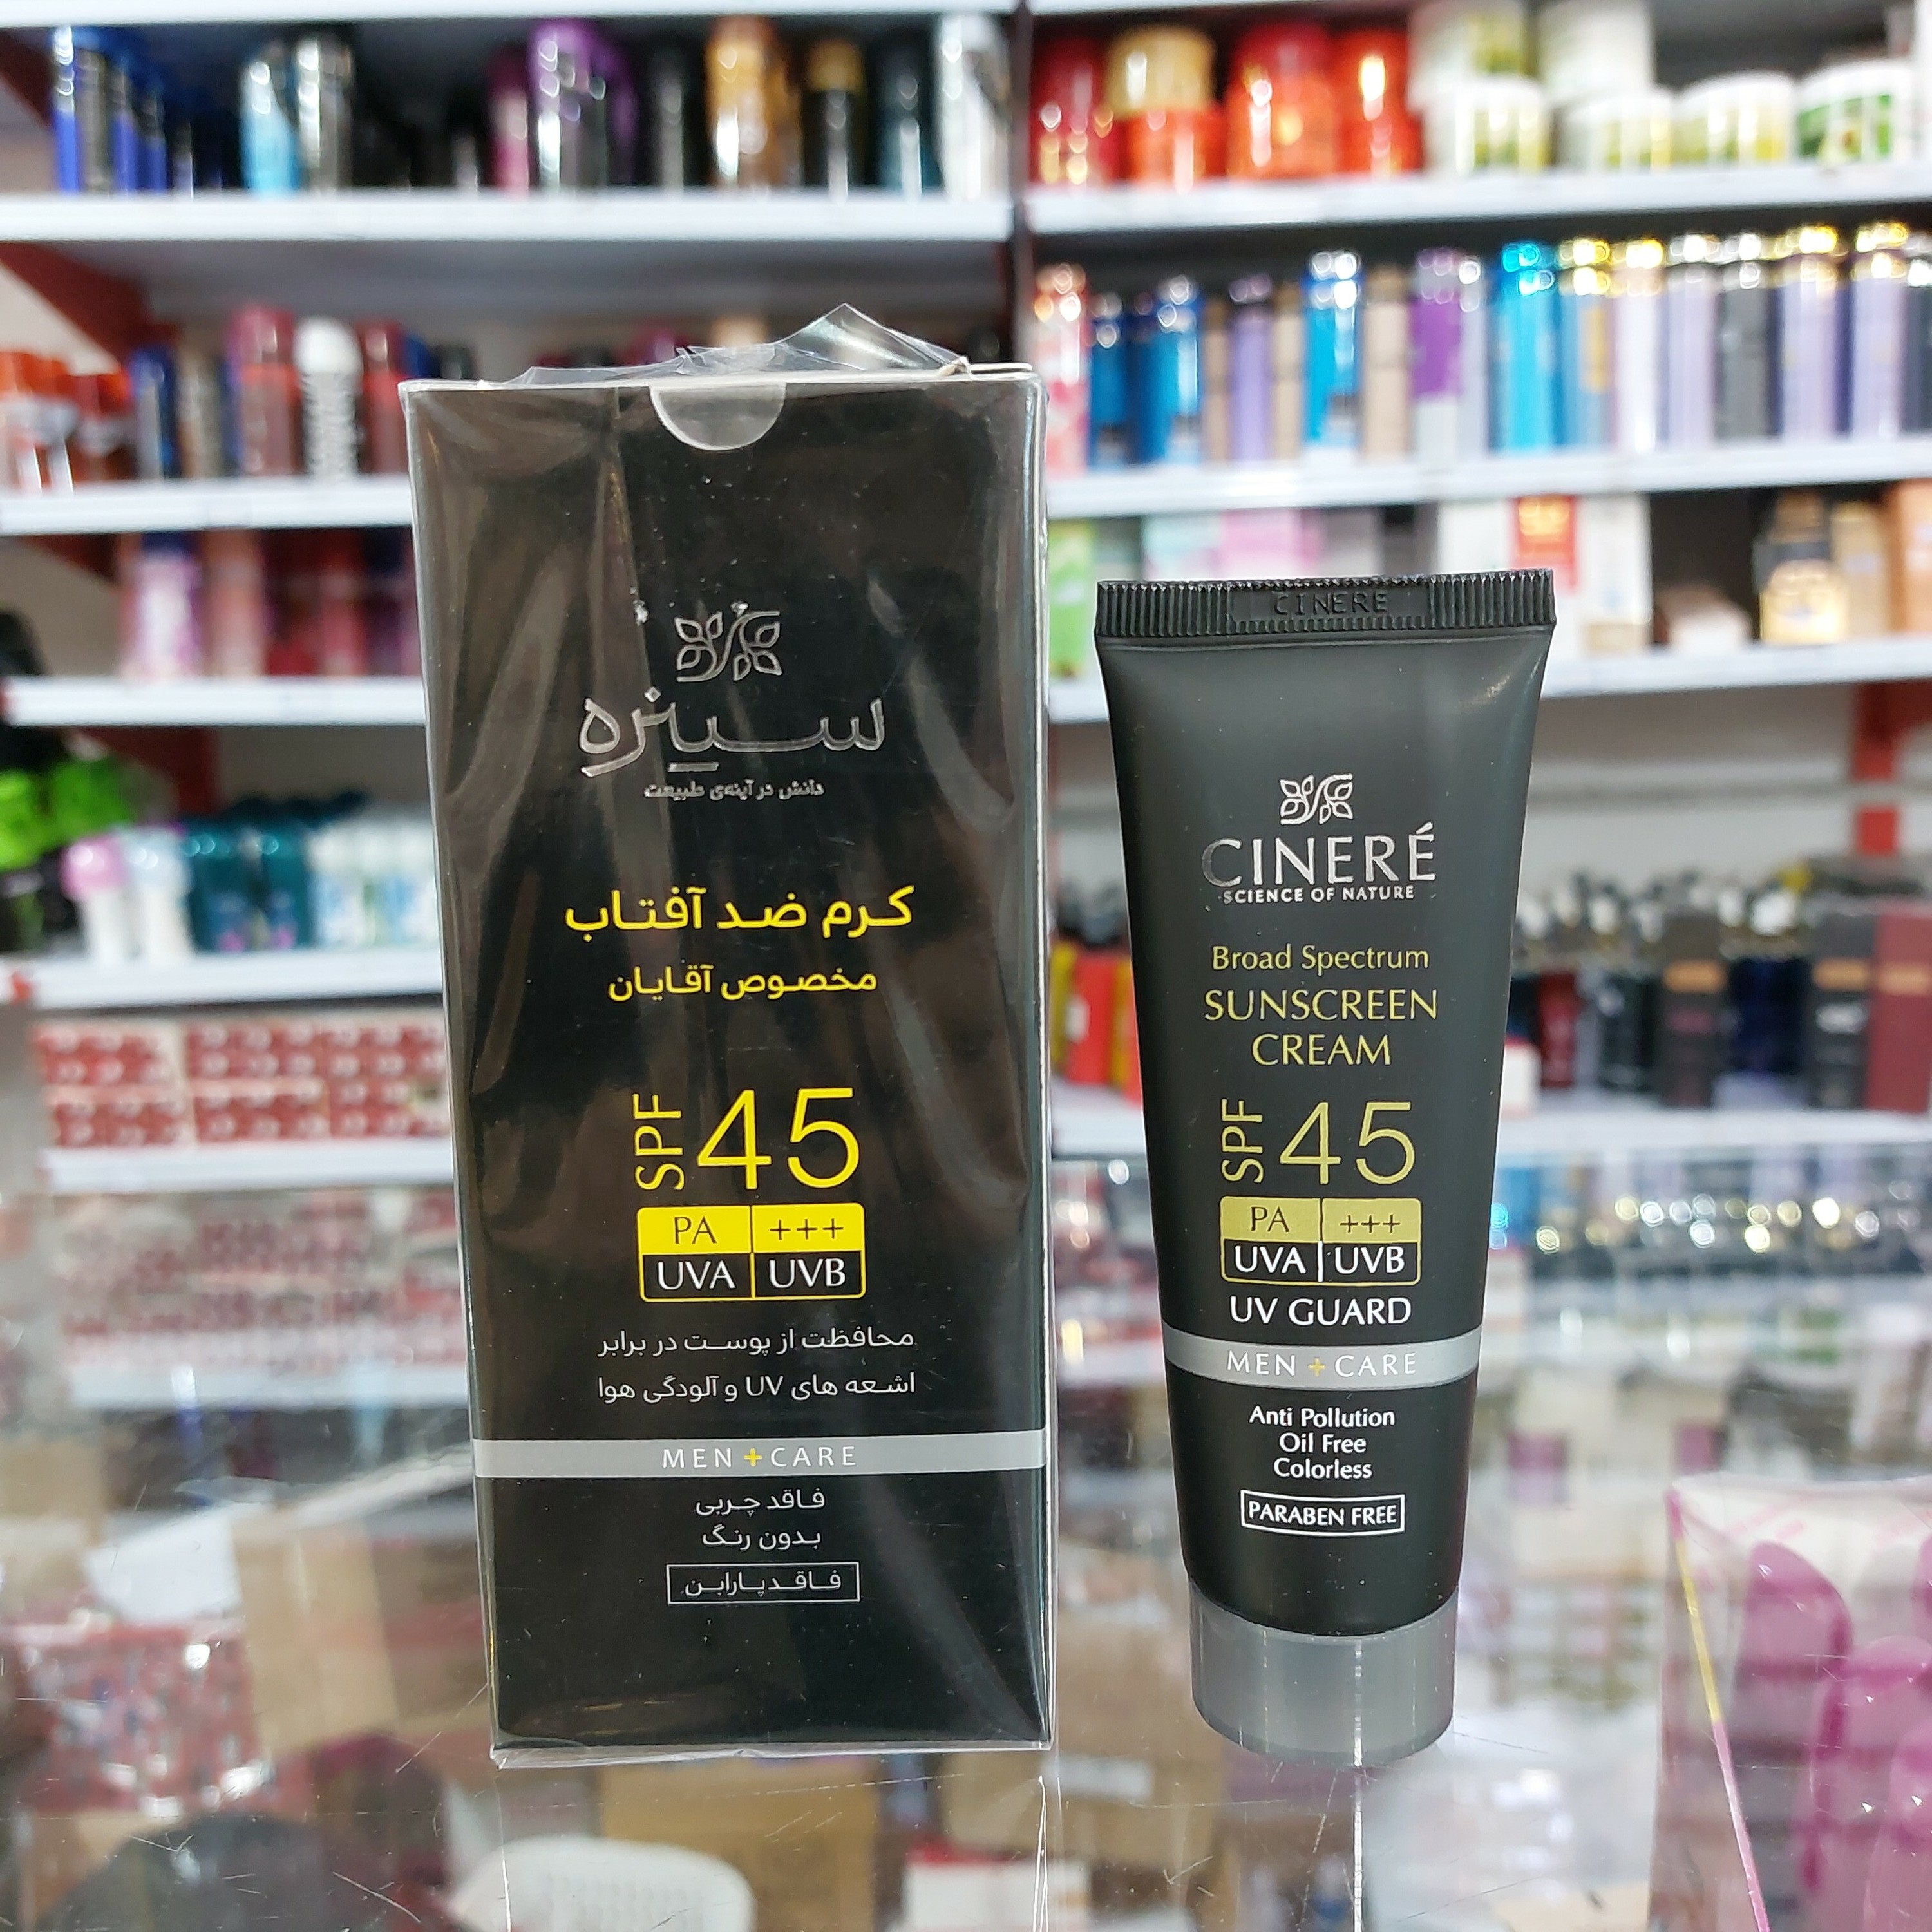 سینره
دانش در آینه‌ی طبیعت
کرم ضد آفتاب
مخصوص آقایان
SPF 45
PA +++
UVA UVB
محافظت از پوست در برابر
اشعه های UV و آلودگی هوا
MEN + CARE
فاقد چربی
بدون رنگ
فاقد پارابن
CINERE
CINERÉ
SCIENCE OF NATURE
Broad Spectrum
SUNSCREEN
CREAM
SPF 45
PA +++
UVA UVB
UV GUARD
MEN + CARE
Anti Pollution
Oil Free
Colorless
PARABEN FREE